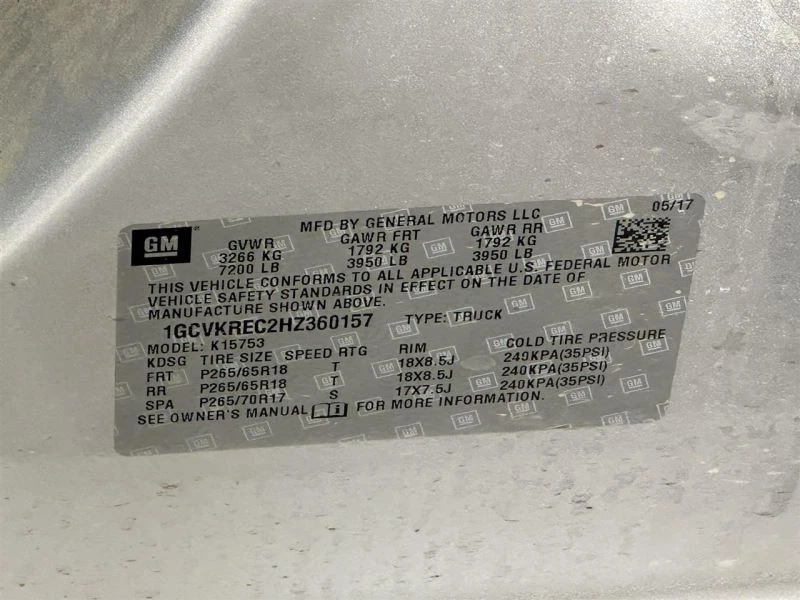 05/17
GM
MFD BY GENERAL MOTORS LLC
GVWR GAWR FRT GAWR RR
3266 KG 1792 KG 1792 KG
7200 LB 3950 LB 3950 LB
THIS VEHICLE CONFORMS TO ALL APPLICABLE U.S. FEDERAL MOTOR
VEHICLE SAFETY STANDARDS IN EFFECT ON THE DATE OF
MANUFACTURE SHOWN ABOVE.
1GCVKREC2HZ360157 TYPE: TRUCK
MODEL: K15753
KDSG TIRE SIZE SPEED RTG RIM COLD TIRE PRESSURE
FRT P265/65R18 T 18X8.5J 240KPA(35PSI)
RR P265/65R18 T 18X8.5J 240KPA(35PSI)
SPA P265/70R17 S 17X7.5J 240KPA(35PSI)
SEE OWNER'S MANUAL FOR MORE INFORMATION.